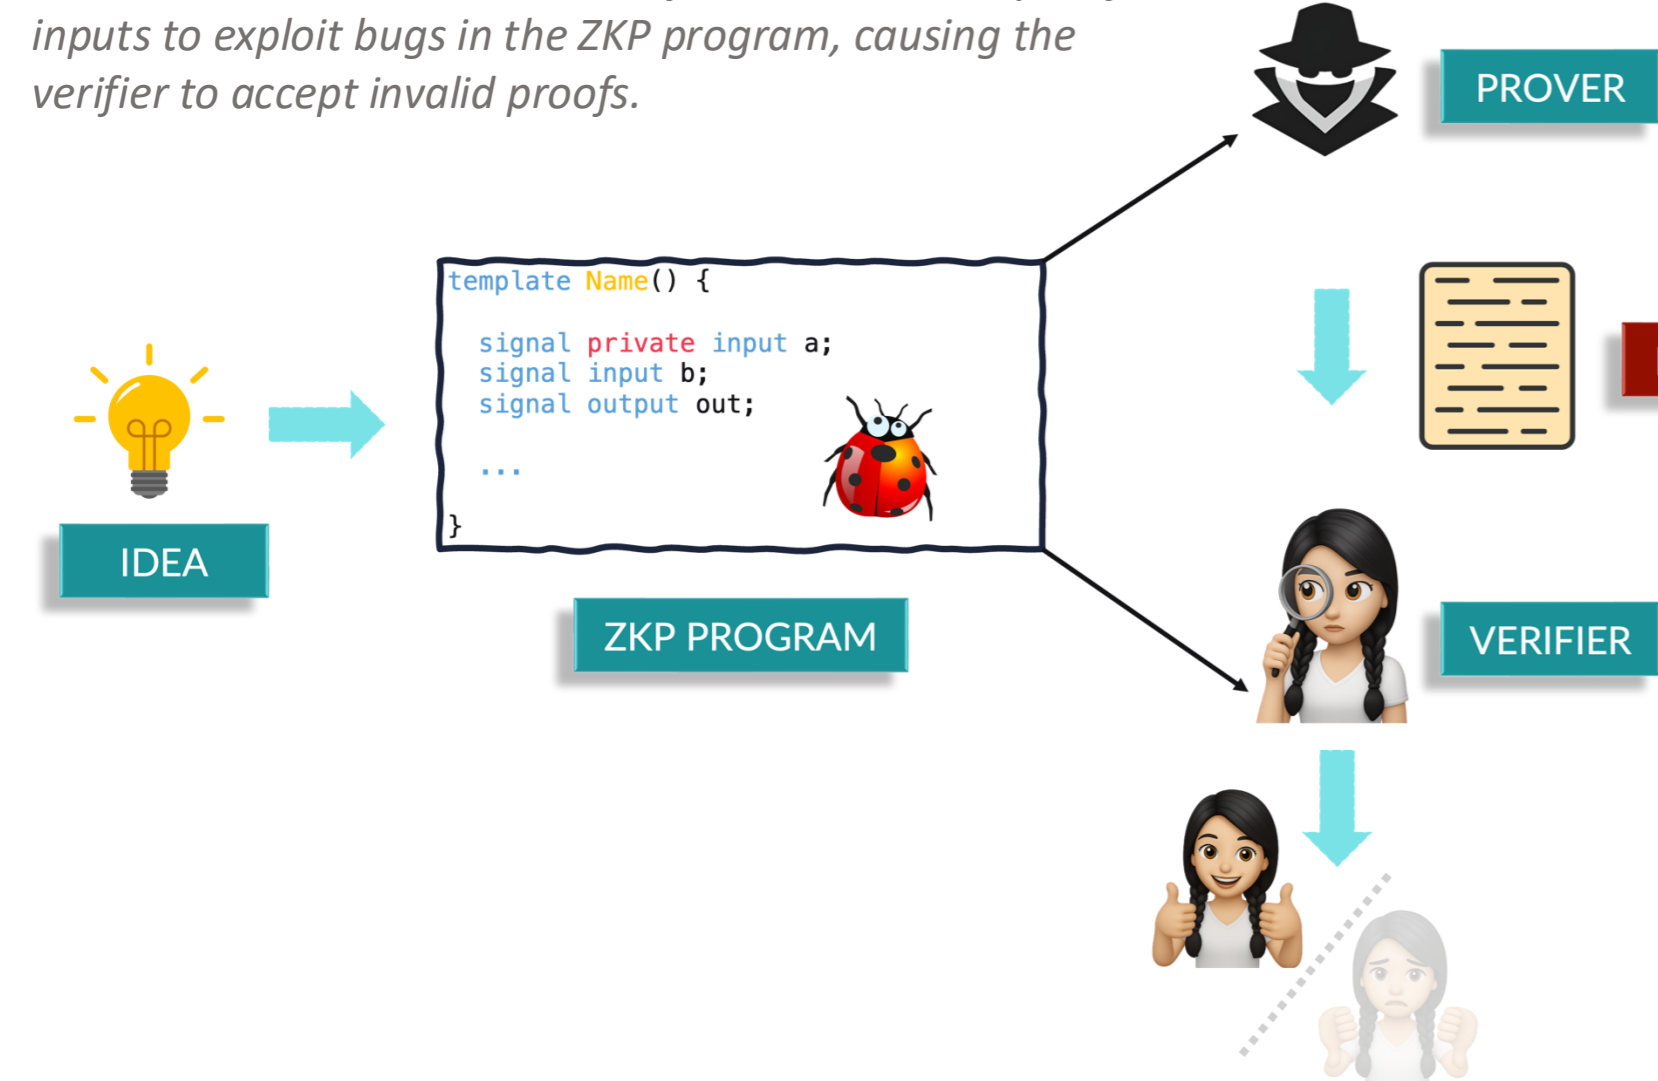 inputs to exploit bugs in the ZKP program, causing the
verifier to accept invalid proofs.
PROVER
template Name() {
signal private input a;
signal input b;
signal output out;
...
}
IDEA
ZKP PROGRAM
VERIFIER